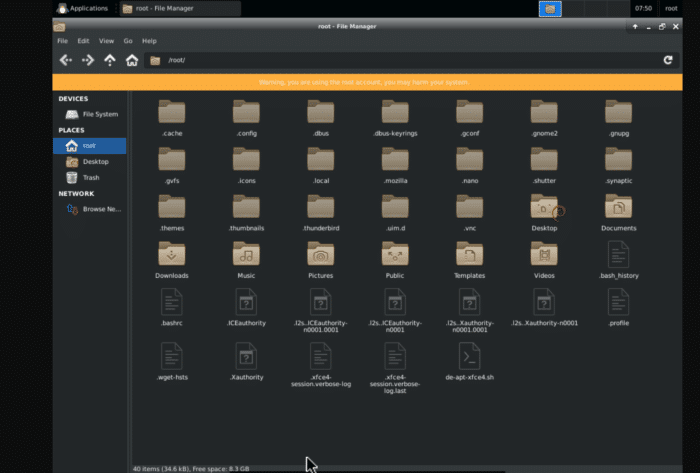 Applications
root - File Manager
07:50
root
root - File Manager
File Edit View Go Help
/root/
Warning, you are using the root account, you may harm your system.
DEVICES
File System
PLACES
root
Desktop
Trash
NETWORK
Browse Ne...
.cache .config .dbus .dbus-keyrings .gconf .gnome2 .gnupg
.gvfs .icons .local .mozilla .nano .shutter .synaptic
.themes .thumbnails .thunderbird .uim.d .vnc Desktop Documents
Downloads Music Pictures Public Templates Videos .bash_history
.bashrc .ICEauthority .l2s..ICEauthority-n0001.0001 .l2s..ICEauthority-n0001 .l2s..Xauthority-n0001.0001 .l2s..Xauthority-n0001 .profile
.wget-hsts .Xauthority .xfce4-session.verbose-log .xfce4-session.verbose-log.last de-apt-xfce4.sh
40 items (34.6 kB), Free space: 8.3 GB